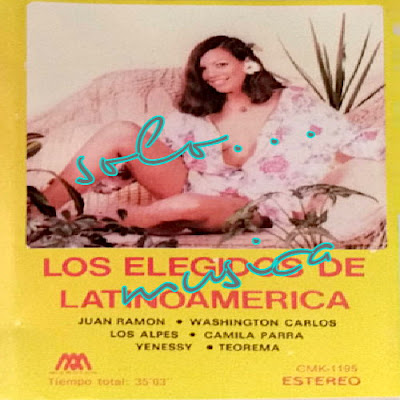 solo...
musica
LOS ELEGIDOS DE
LATINOAMERICA
JUAN RAMON • WASHINGTON CARLOS
LOS ALPES • CAMILA PARRA
YENESSY • TEOREMA
CMK-1195
Tiempo total: 35'03"
ESTEREO